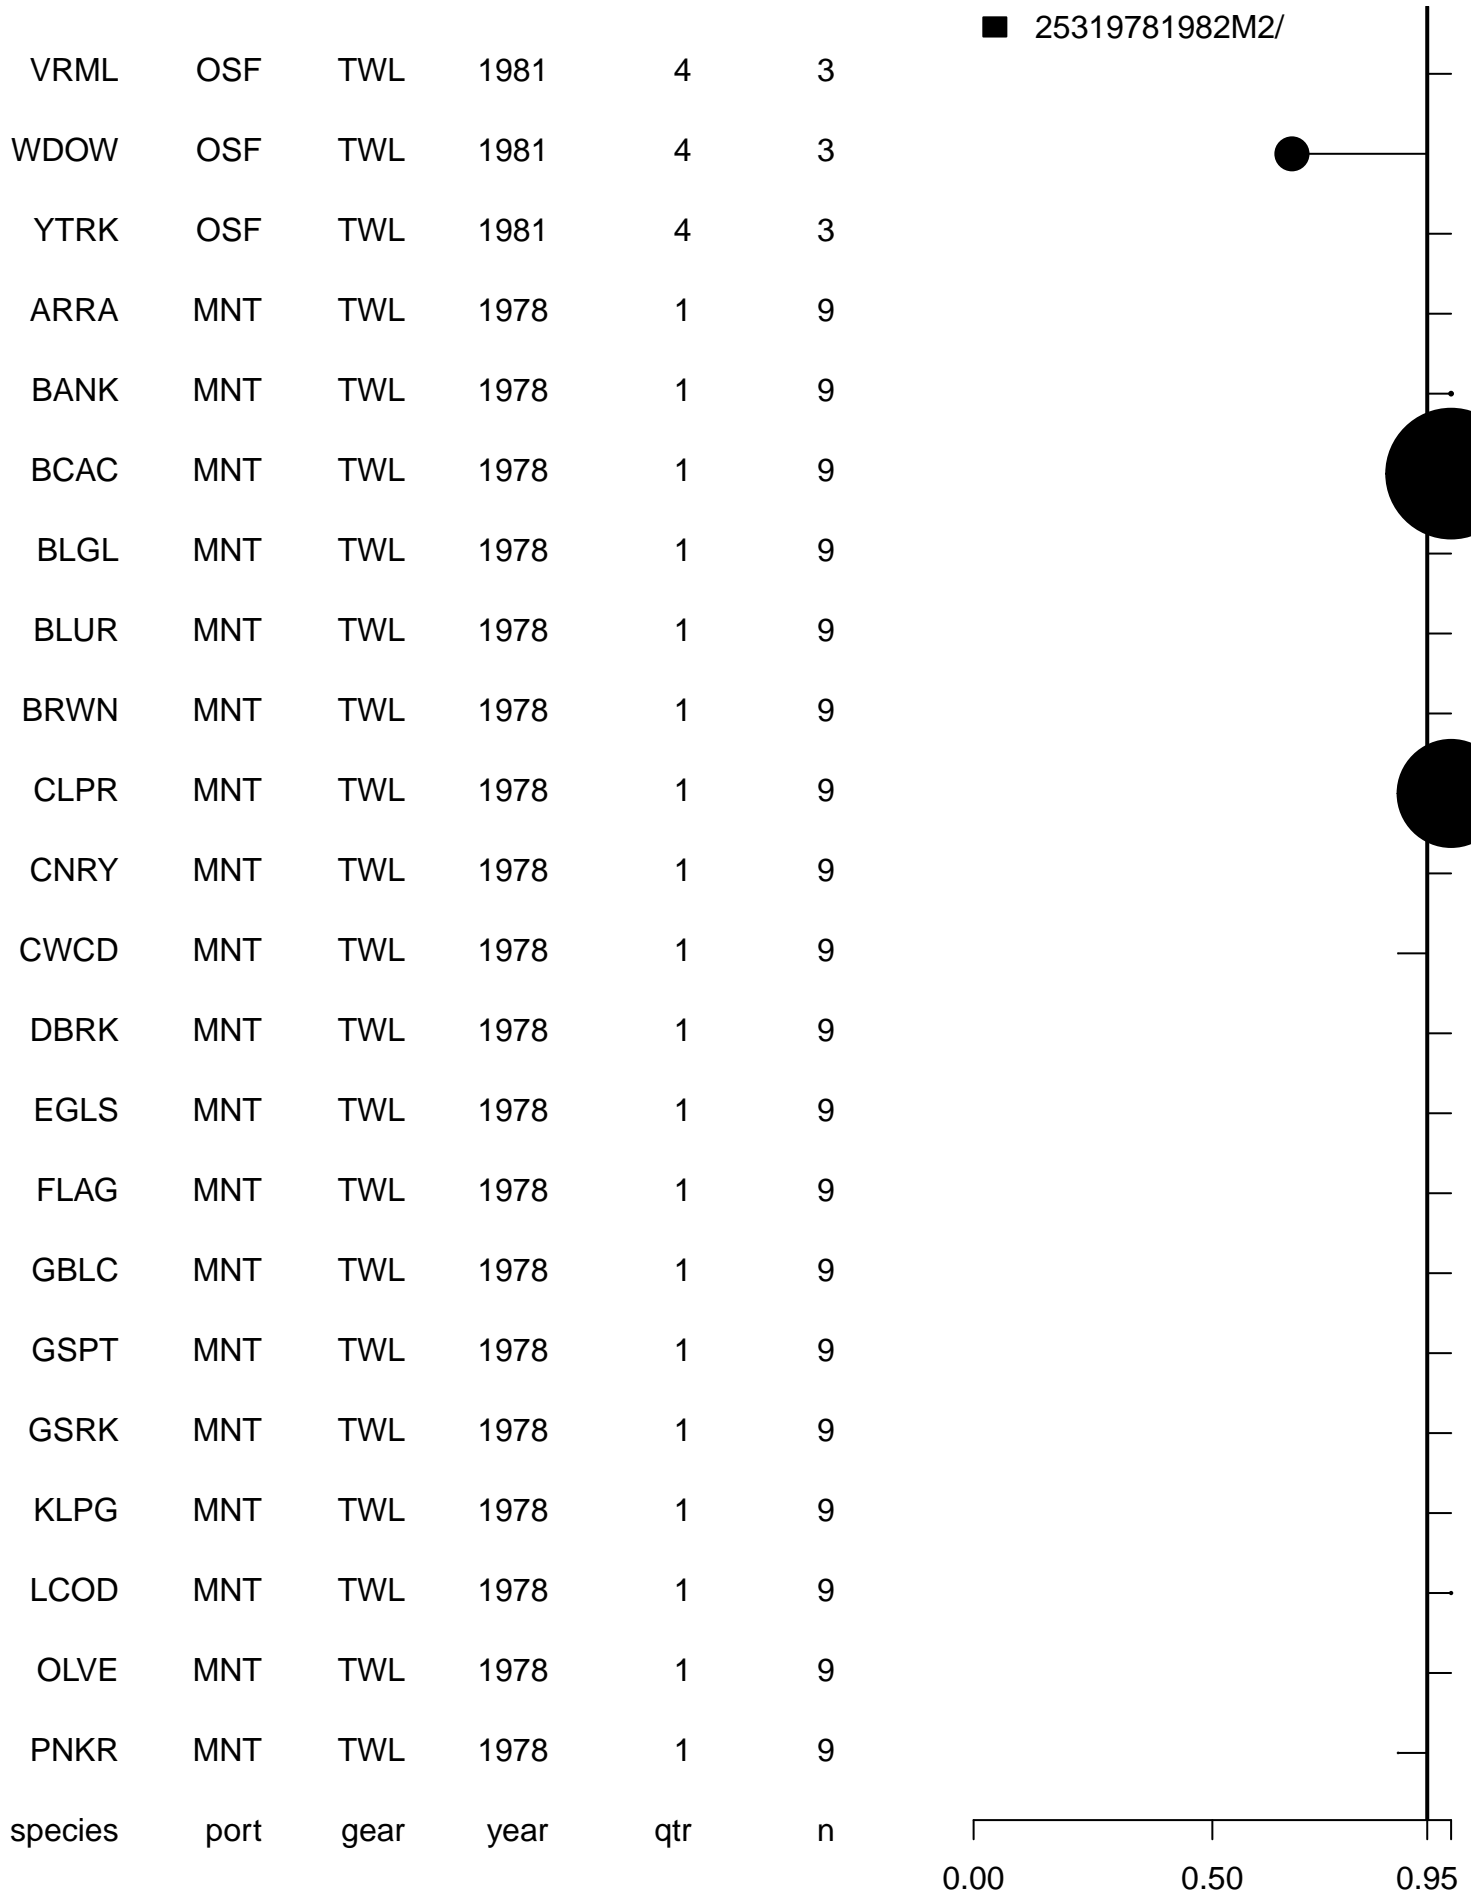 25319781982M2/
VRML OSF TWL 1981 4 3
WDOW OSF TWL 1981 4 3
YTRK OSF TWL 1981 4 3
ARRA MNT TWL 1978 1 9
BANK MNT TWL 1978 1 9
BCAC MNT TWL 1978 1 9
BLGL MNT TWL 1978 1 9
BLUR MNT TWL 1978 1 9
BRWN MNT TWL 1978 1 9
CLPR MNT TWL 1978 1 9
CNRY MNT TWL 1978 1 9
CWCD MNT TWL 1978 1 9
DBRK MNT TWL 1978 1 9
EGLS MNT TWL 1978 1 9
FLAG MNT TWL 1978 1 9
GBLC MNT TWL 1978 1 9
GSPT MNT TWL 1978 1 9
GSRK MNT TWL 1978 1 9
KLPG MNT TWL 1978 1 9
LCOD MNT TWL 1978 1 9
OLVE MNT TWL 1978 1 9
PNKR MNT TWL 1978 1 9
species port gear year qtr n
0.00 0.50 0.95